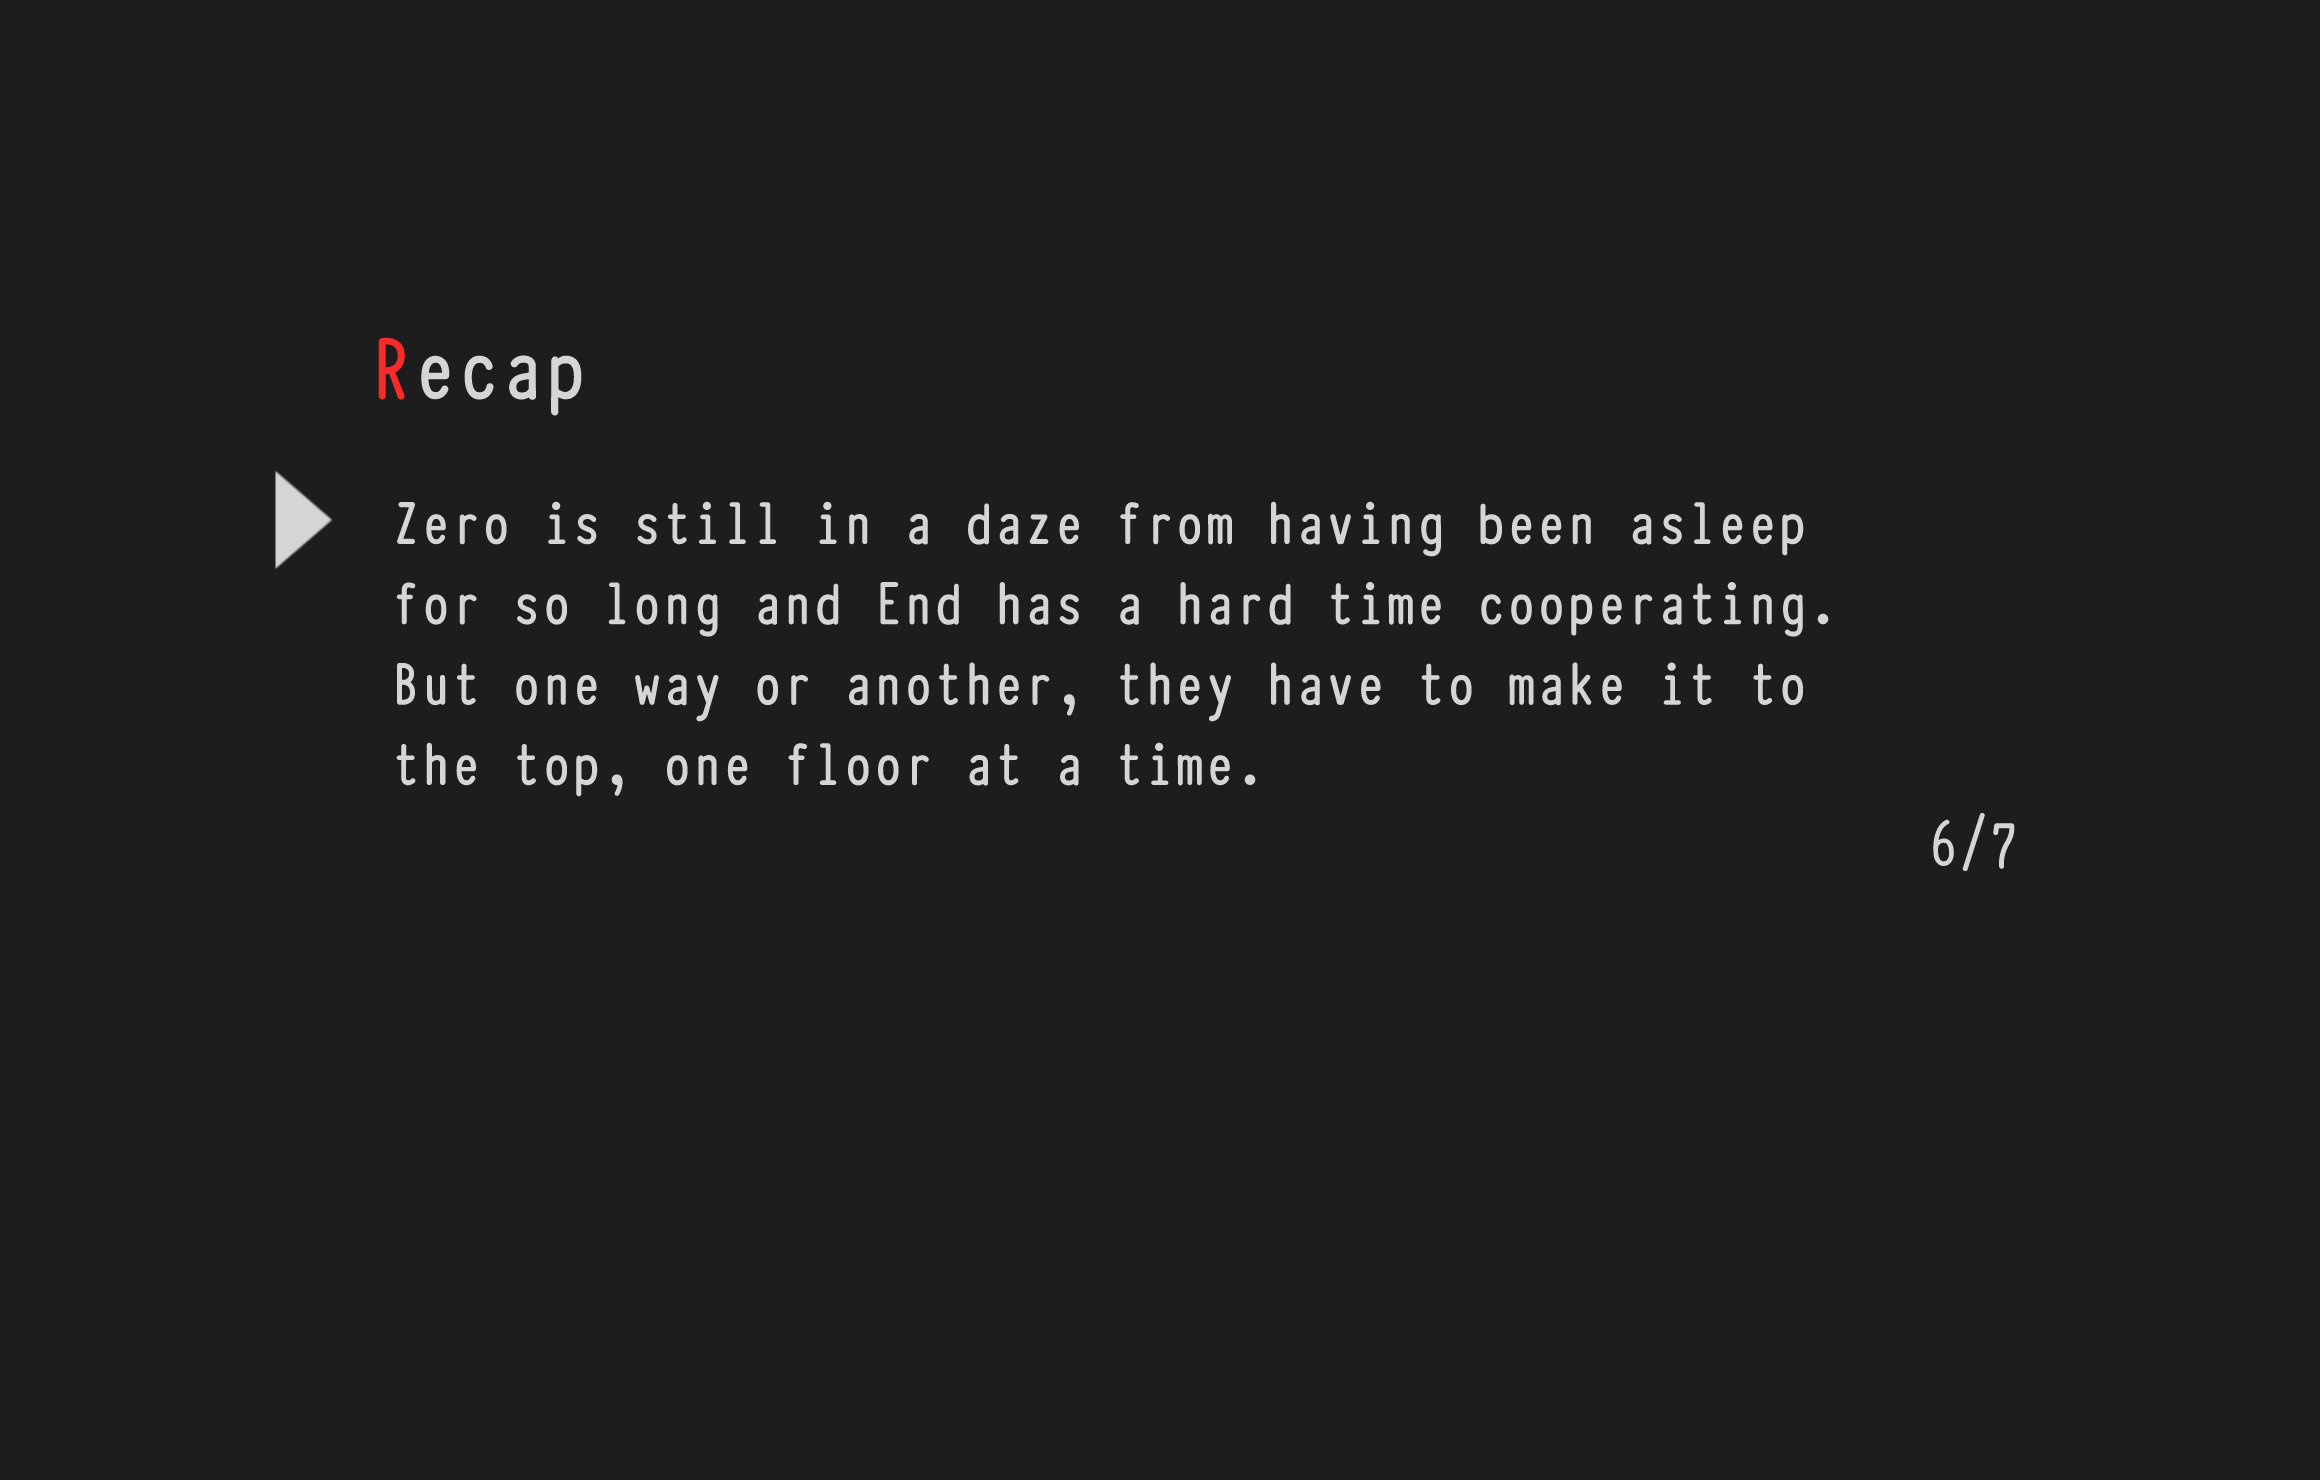 Recap
Zero is still in a daze from having been asleep
for so long and End has a hard time cooperating.
But one way or another, they have to make it to
the top, one floor at a time.
6/7